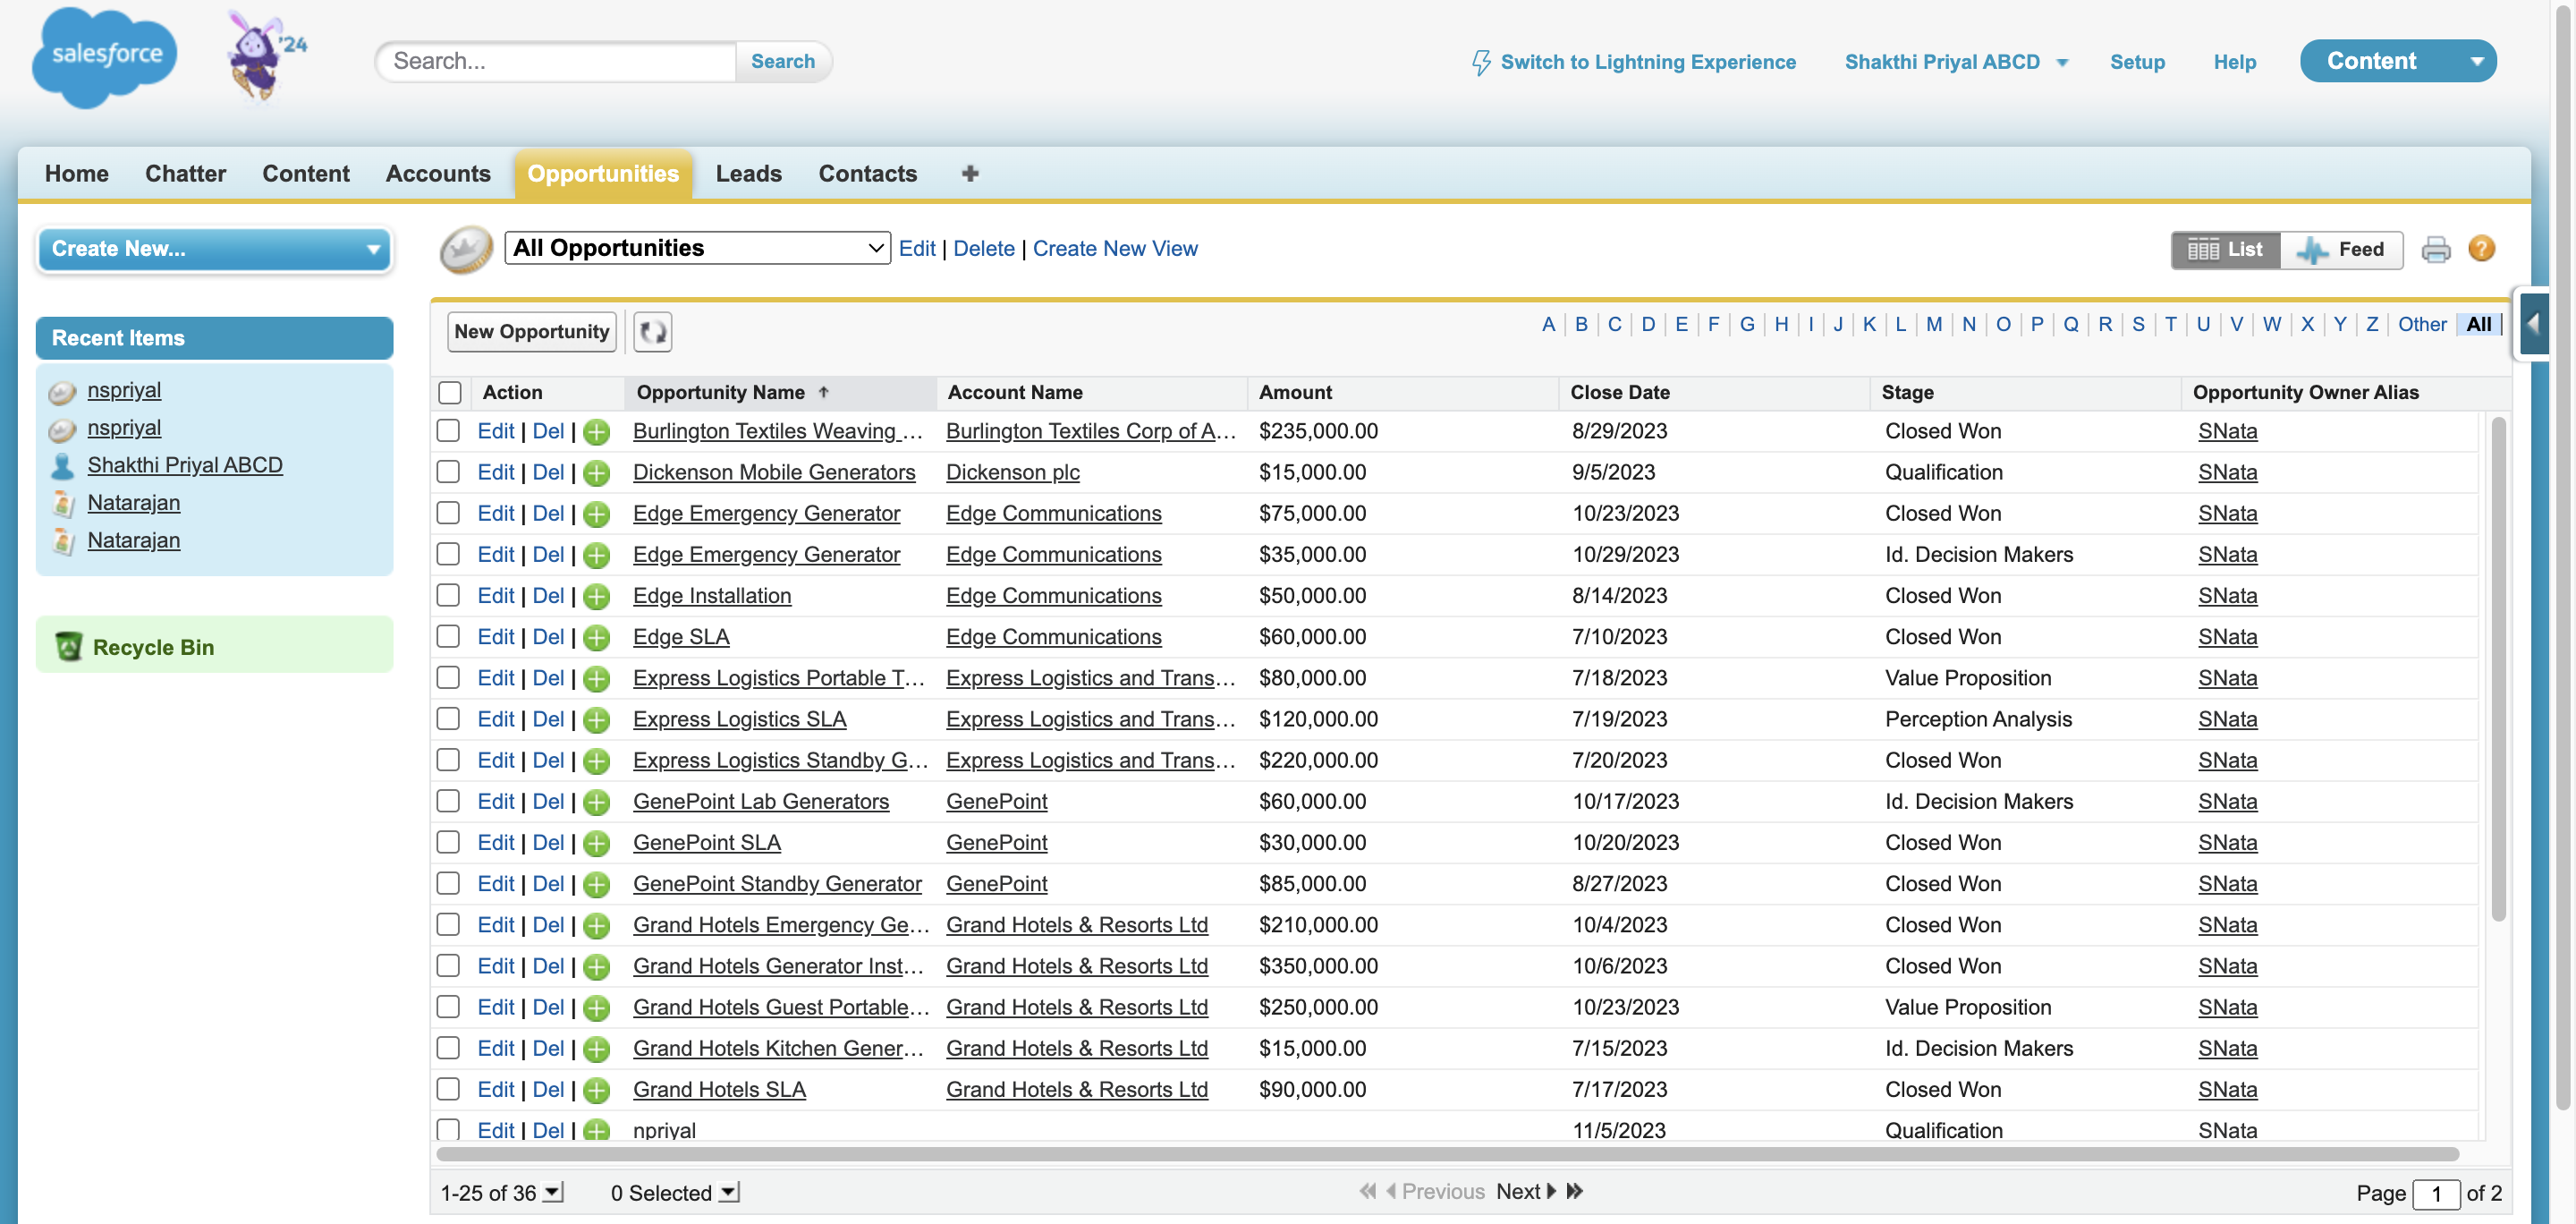 salesforce
'24
Search...
Search
Switch to Lightning Experience
Shakthi Priyal ABCD
Setup
Help
Content
Home Chatter Content Accounts Opportunities Leads Contacts
Create New...
Recent Items
nspriyal
nspriyal
Shakthi Priyal ABCD
Natarajan
Natarajan
Recycle Bin
All Opportunities Edit | Delete | Create New View
List Feed ?
New Opportunity
A | B | C | D | E | F | G | H | I | J | K | L | M | N | O | P | Q | R | S | T | U | V | W | X | Y | Z | Other | All
Action Opportunity Name Account Name Amount Close Date Stage Opportunity Owner Alias
Edit | Del | Burlington Textiles Weaving ... Burlington Textiles Corp of A... $235,000.00 8/29/2023 Closed Won SNata
Edit | Del | Dickenson Mobile Generators Dickenson plc $15,000.00 9/5/2023 Qualification SNata
Edit | Del | Edge Emergency Generator Edge Communications $75,000.00 10/23/2023 Closed Won SNata
Edit | Del | Edge Emergency Generator Edge Communications $35,000.00 10/29/2023 Id. Decision Makers SNata
Edit | Del | Edge Installation Edge Communications $50,000.00 8/14/2023 Closed Won SNata
Edit | Del | Edge SLA Edge Communications $60,000.00 7/10/2023 Closed Won SNata
Edit | Del | Express Logistics Portable T... Express Logistics and Trans... $80,000.00 7/18/2023 Value Proposition SNata
Edit | Del | Express Logistics SLA Express Logistics and Trans... $120,000.00 7/19/2023 Perception Analysis SNata
Edit | Del | Express Logistics Standby G... Express Logistics and Trans... $220,000.00 7/20/2023 Closed Won SNata
Edit | Del | GenePoint Lab Generators GenePoint $60,000.00 10/17/2023 Id. Decision Makers SNata
Edit | Del | GenePoint SLA GenePoint $30,000.00 10/20/2023 Closed Won SNata
Edit | Del | GenePoint Standby Generator GenePoint $85,000.00 8/27/2023 Closed Won SNata
Edit | Del | Grand Hotels Emergency Ge... Grand Hotels & Resorts Ltd $210,000.00 10/4/2023 Closed Won SNata
Edit | Del | Grand Hotels Generator Inst... Grand Hotels & Resorts Ltd $350,000.00 10/6/2023 Closed Won SNata
Edit | Del | Grand Hotels Guest Portable... Grand Hotels & Resorts Ltd $250,000.00 10/23/2023 Value Proposition SNata
Edit | Del | Grand Hotels Kitchen Gener... Grand Hotels & Resorts Ltd $15,000.00 7/15/2023 Id. Decision Makers SNata
Edit | Del | Grand Hotels SLA Grand Hotels & Resorts Ltd $90,000.00 7/17/2023 Closed Won SNata
Edit | Del | npriyal 11/5/2023 Qualification SNata
1-25 of 36 0 Selected Previous Next Page 1 of 2